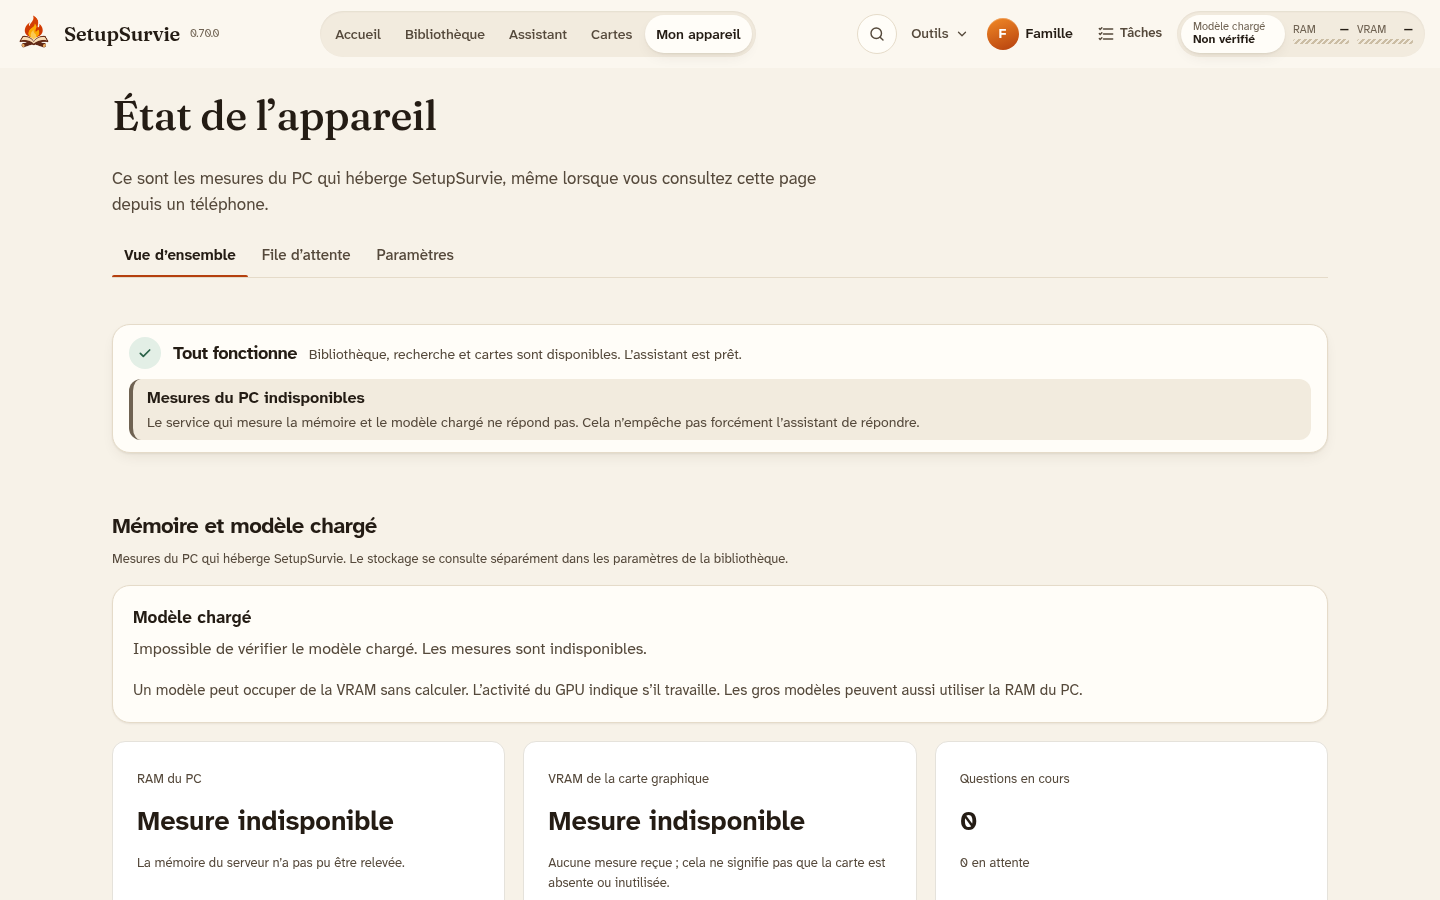 SetupSurvie 0.70.0
Accueil Bibliothèque Assistant Cartes Mon appareil
Outils F Famille Tâches
Modèle chargé
Non vérifié
RAM – VRAM –
État de l’appareil
Ce sont les mesures du PC qui héberge SetupSurvie, même lorsque vous consultez cette page
depuis un téléphone.
Vue d’ensemble File d’attente Paramètres
Tout fonctionne Bibliothèque, recherche et cartes sont disponibles. L’assistant est prêt.
Mesures du PC indisponibles
Le service qui mesure la mémoire et le modèle chargé ne répond pas. Cela n’empêche pas forcément l’assistant de répondre.
Mémoire et modèle chargé
Mesures du PC qui héberge SetupSurvie. Le stockage se consulte séparément dans les paramètres de la bibliothèque.
Modèle chargé
Impossible de vérifier le modèle chargé. Les mesures sont indisponibles.
Un modèle peut occuper de la VRAM sans calculer. L’activité du GPU indique s’il travaille. Les gros modèles peuvent aussi utiliser la RAM du PC.
RAM du PC
Mesure indisponible
La mémoire du serveur n’a pas pu être relevée.
VRAM de la carte graphique
Mesure indisponible
Aucune mesure reçue ; cela ne signifie pas que la carte est
absente ou inutilisée.
Questions en cours
0
0 en attente